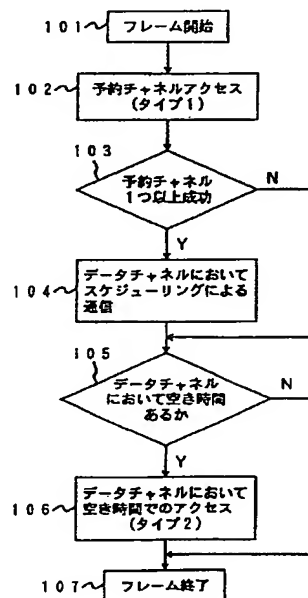 101 フレーム開始
102 予約チャネルアクセス
(タイプ1)
103
予約チャネル
1つ以上成功
N
Y
104 データチャネルにおいて
スケジューリングによる
通信
105
データチャネル
において空き時間
あるか
N
Y
106 データチャネルにおいて
空き時間でのアクセス
(タイプ2)
107 フレーム終了